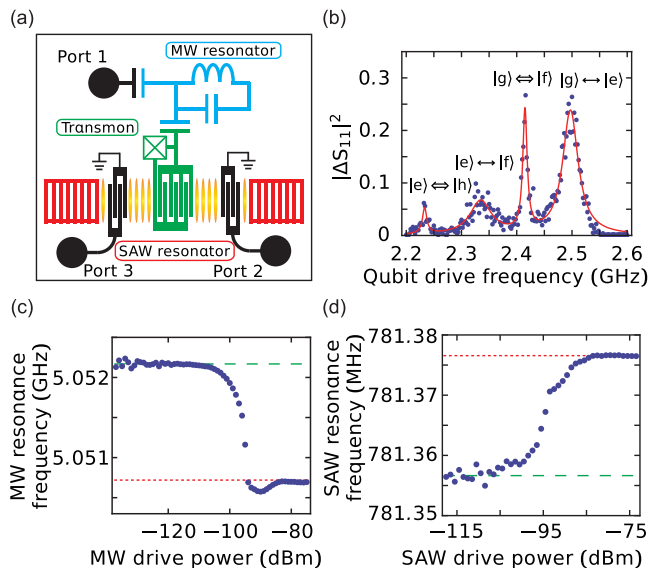 (a)
Port 1
MW resonator
Transmon
SAW resonator
Port 3
Port 2
(b)
|ΔS₁₁|²
0.3
0.2
0.1
0
|g⟩⇔|f⟩
|g⟩↔|e⟩
|e⟩↔|f⟩
|e⟩⇔|h⟩
2.2
2.3
2.4
2.5
2.6
Qubit drive frequency (GHz)
(c)
MW resonance
frequency (GHz)
5.052
5.051
−120
−100
−80
MW drive power (dBm)
(d)
SAW resonance
frequency (MHz)
781.38
781.37
781.36
781.35
−115
−95
−75
SAW drive power (dBm)